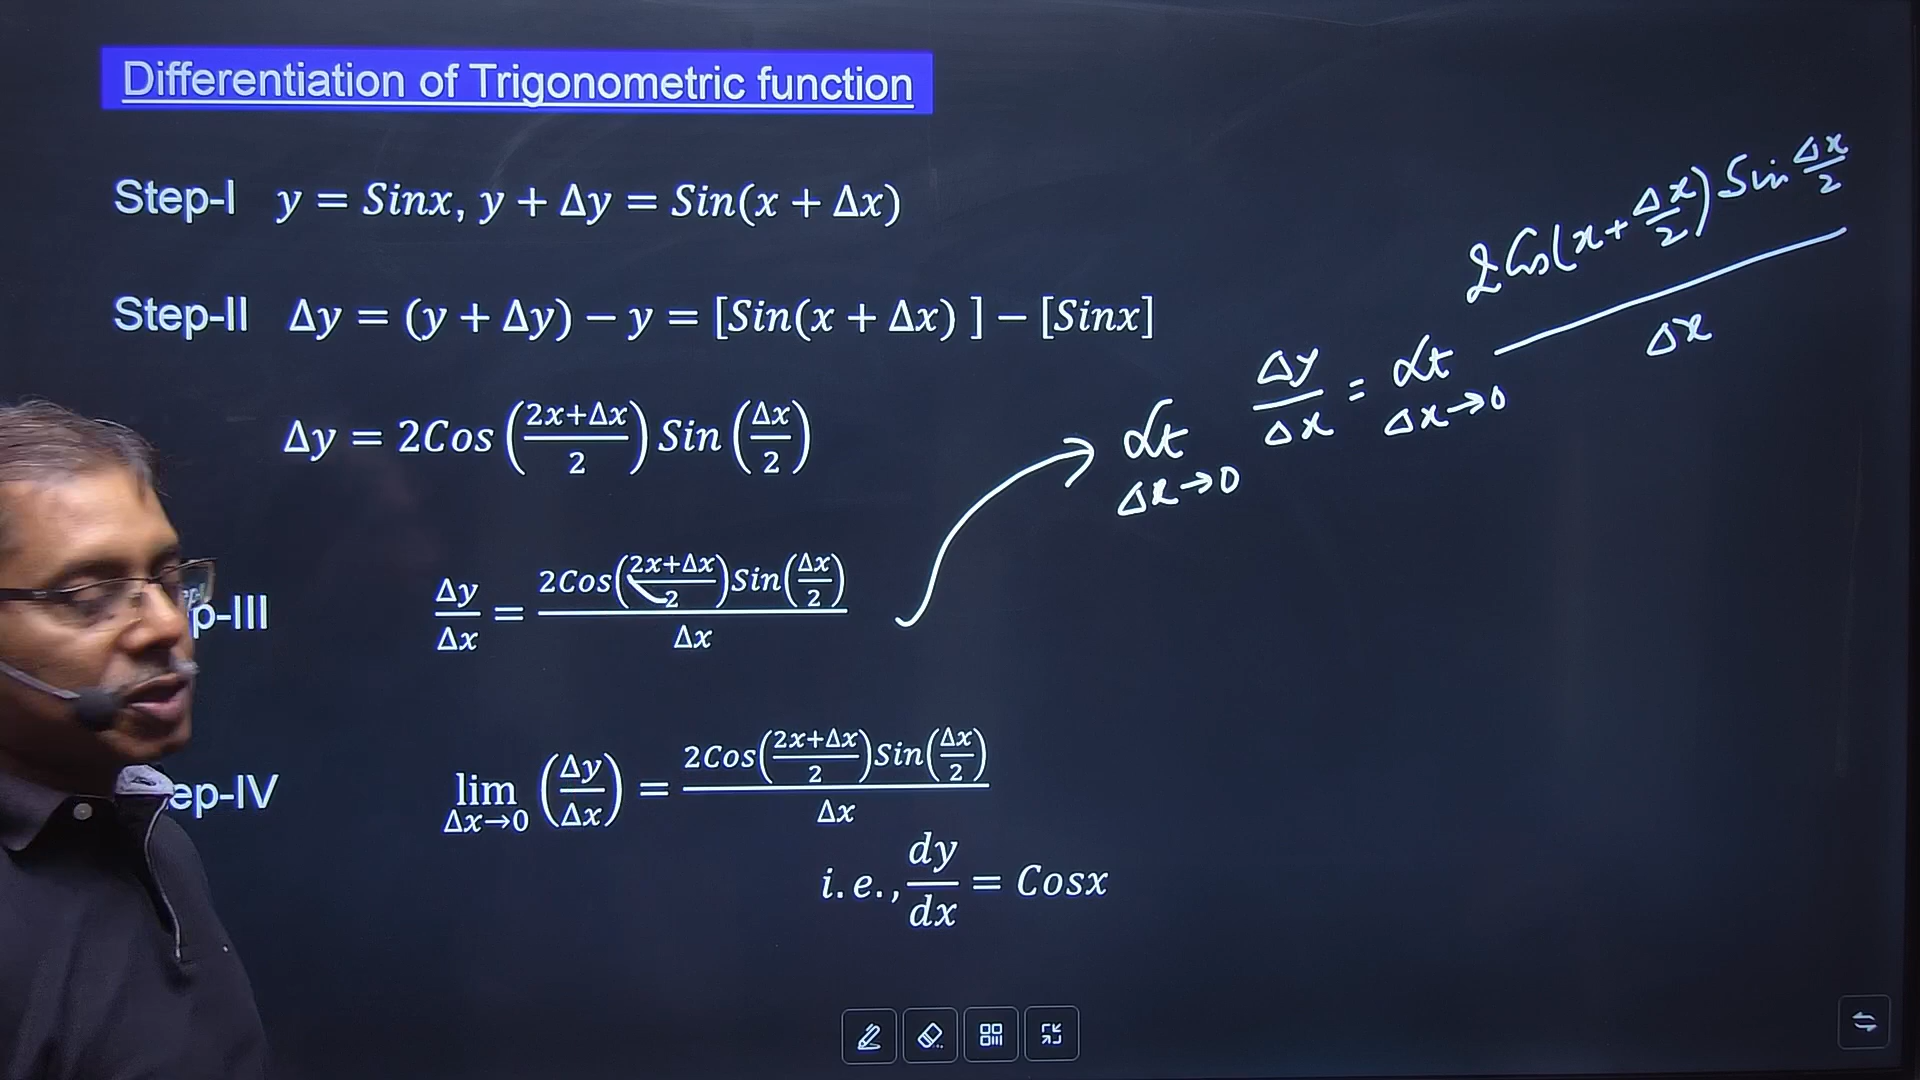 Differentiation of Trigonometric function
Step-I y = Sinx, y + Δy = Sin(x + Δx)
Step-II Δy = (y + Δy) − y = [Sin(x + Δx) ] − [Sinx]
Δy = 2Cos((2x+Δx)/2) Sin(Δx/2)
p-III Δy/Δx = 2Cos((2x+Δx)/2)Sin(Δx/2) / Δx
ep-IV lim Δx→0 (Δy/Δx) = 2Cos((2x+Δx)/2)Sin(Δx/2) / Δx
i.e., dy/dx = Cosx
Lt Δx→0 Δy/Δx = Lt Δx→0 2Cos(x+Δx/2) Sin Δx/2 / Δx